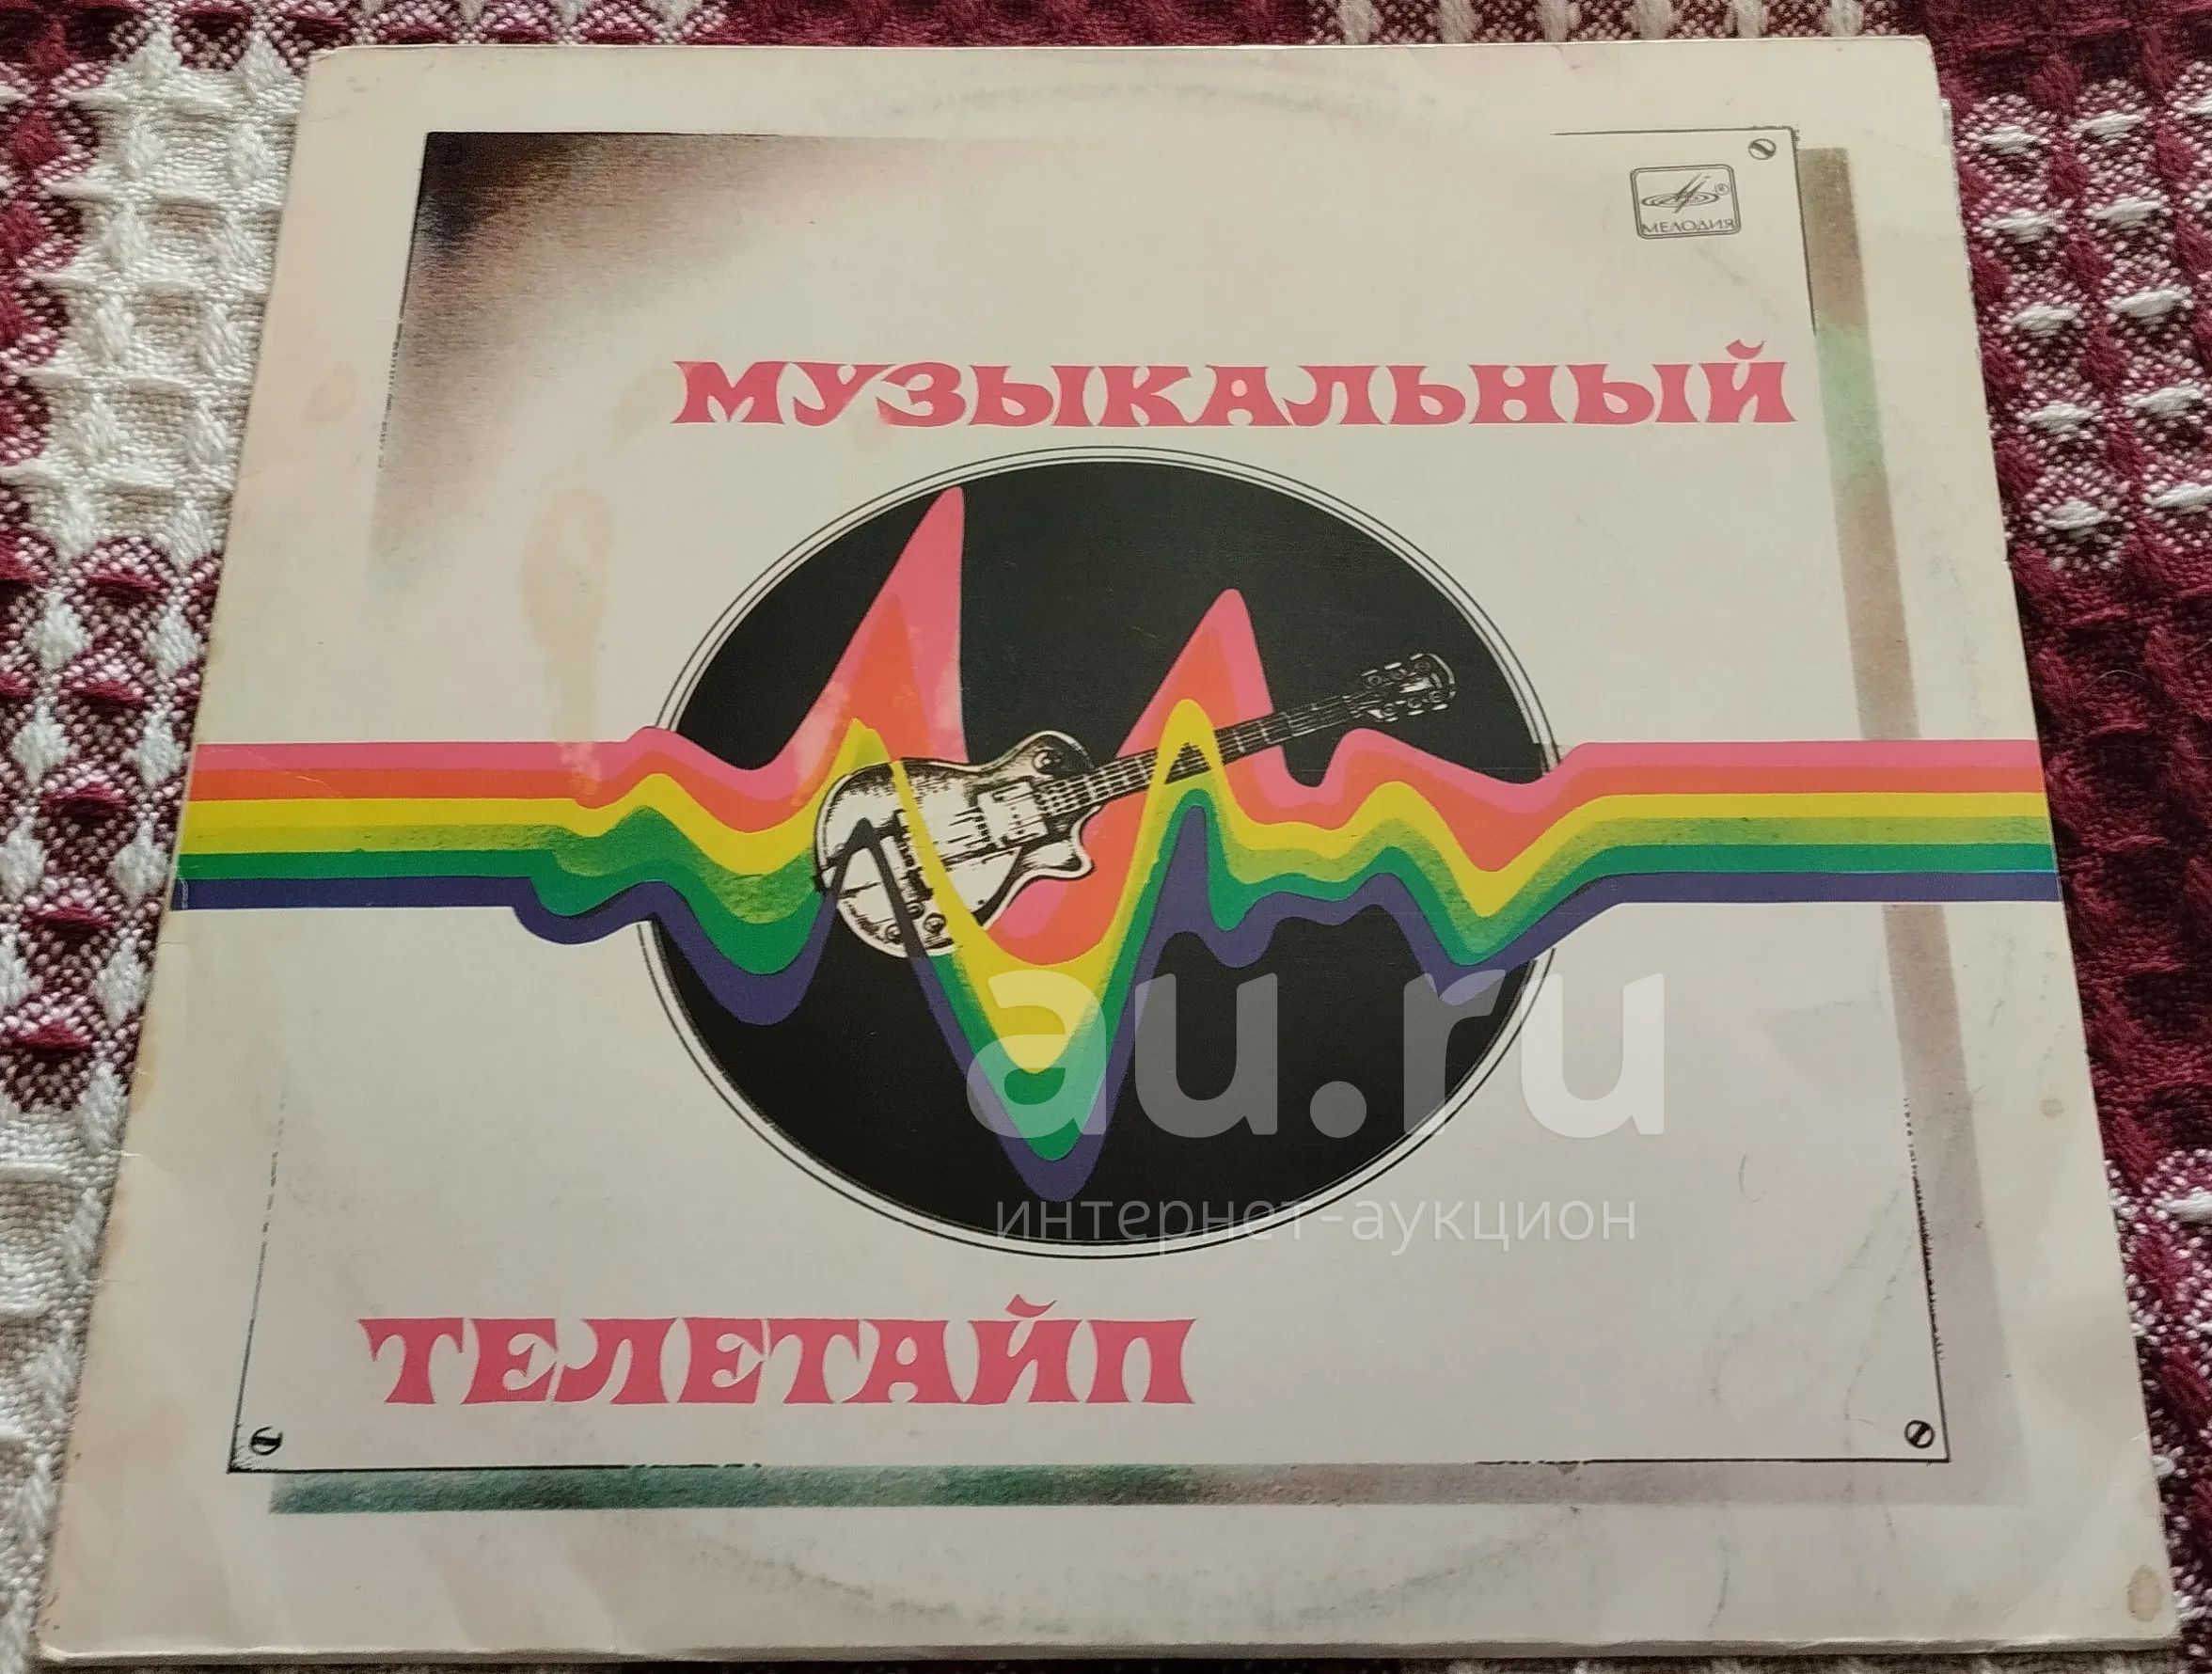 МЕЛОДИЯ
МУЗЫКАЛЬНЫЙ
au.ru
интернет-аукцион
ТЕЛЕТАЙП